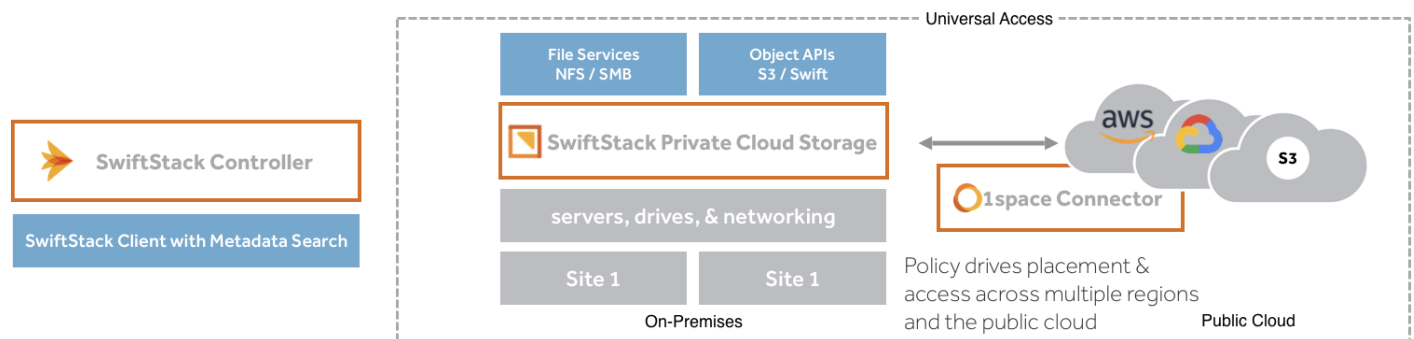 Universal Access
File Services
NFS / SMB
Object APIs
S3 / Swift
SwiftStack Controller
SwiftStack Client with Metadata Search
SwiftStack Private Cloud Storage
servers, drives, & networking
Site 1
Site 1
On-Premises
aws
S3
1space Connector
Policy drives placement &
access across multiple regions
and the public cloud
Public Cloud